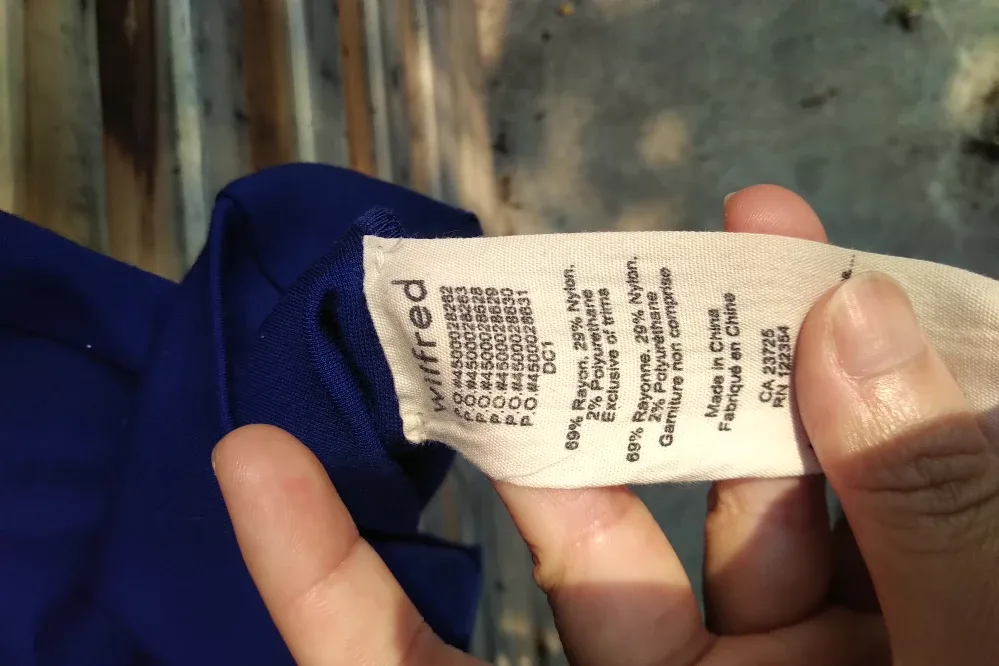 wilfred
P.O#4500028262
P.O#4500028263
P.O#4500028628
P.O#4500028629
P.O#4500028630
P.O#4500028631
DC1
69% Rayon, 29% Nylon,
2% Polyurethane
Exclusive of trims
69% Rayonne, 29% Nylon,
2% Polyuréthane
Garniture non comprise
Made in China
Fabriqué en Chine
CA 23725
RN 122354